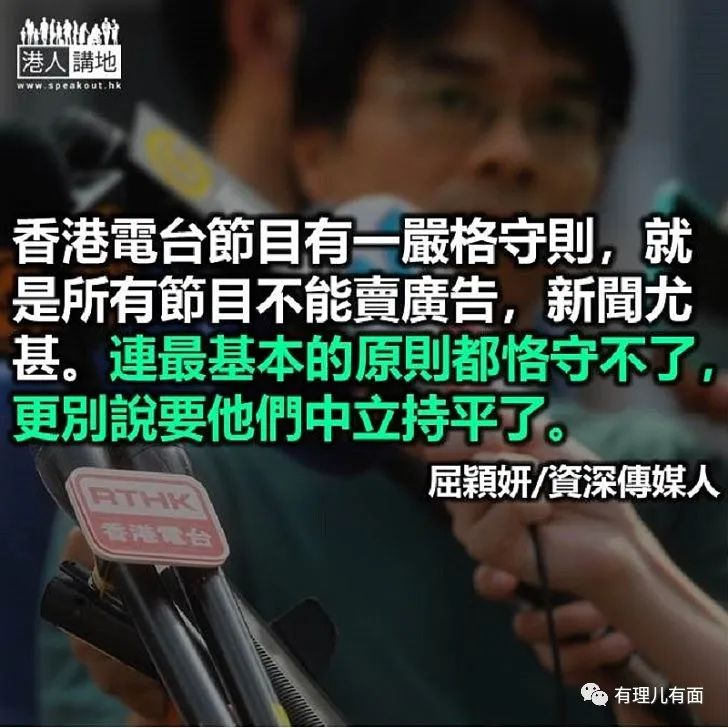 港人講地
www.speakout.hk
香港電台節目有一嚴格守則，就
是所有節目不能賣廣告，新聞尤
甚。連最基本的原則都恪守不了，
更別說要他們中立持平了。
屈穎妍/資深傳媒人
RTHK
香港電台
有理儿有面